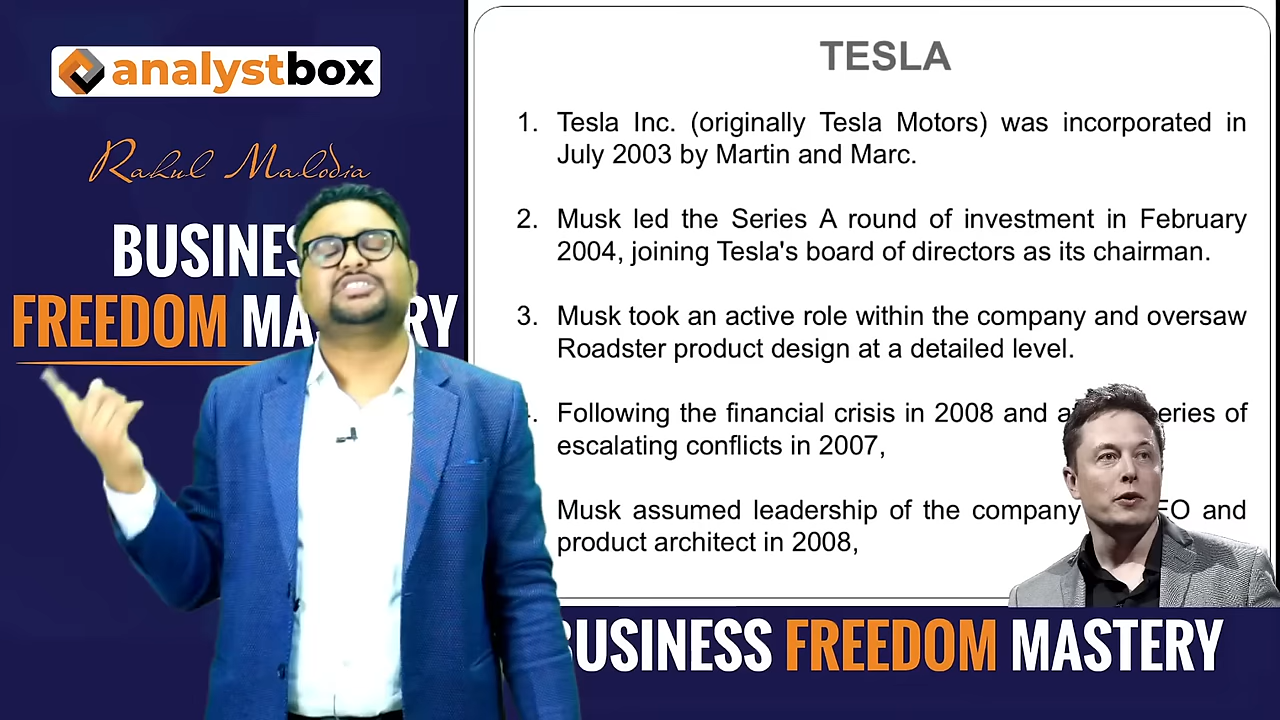 analystbox
Rahul Malodia
BUSINES
FREEDOM MA RY
TESLA
1. Tesla Inc. (originally Tesla Motors) was incorporated in
July 2003 by Martin and Marc.
2. Musk led the Series A round of investment in February
2004, joining Tesla's board of directors as its chairman.
3. Musk took an active role within the company and oversaw
Roadster product design at a detailed level.
Following the financial crisis in 2008 and a eries of
escalating conflicts in 2007,
Musk assumed leadership of the company EO and
product architect in 2008,
BUSINESS FREEDOM MASTERY